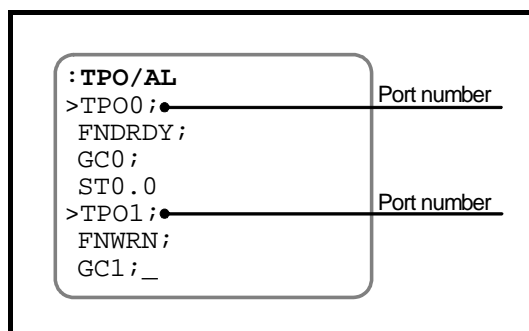 :TPO/AL
>TPO0; Port number
FNDRDY;
GC0;
ST0.0
>TPO1; Port number
FNWRN;
GC1;_